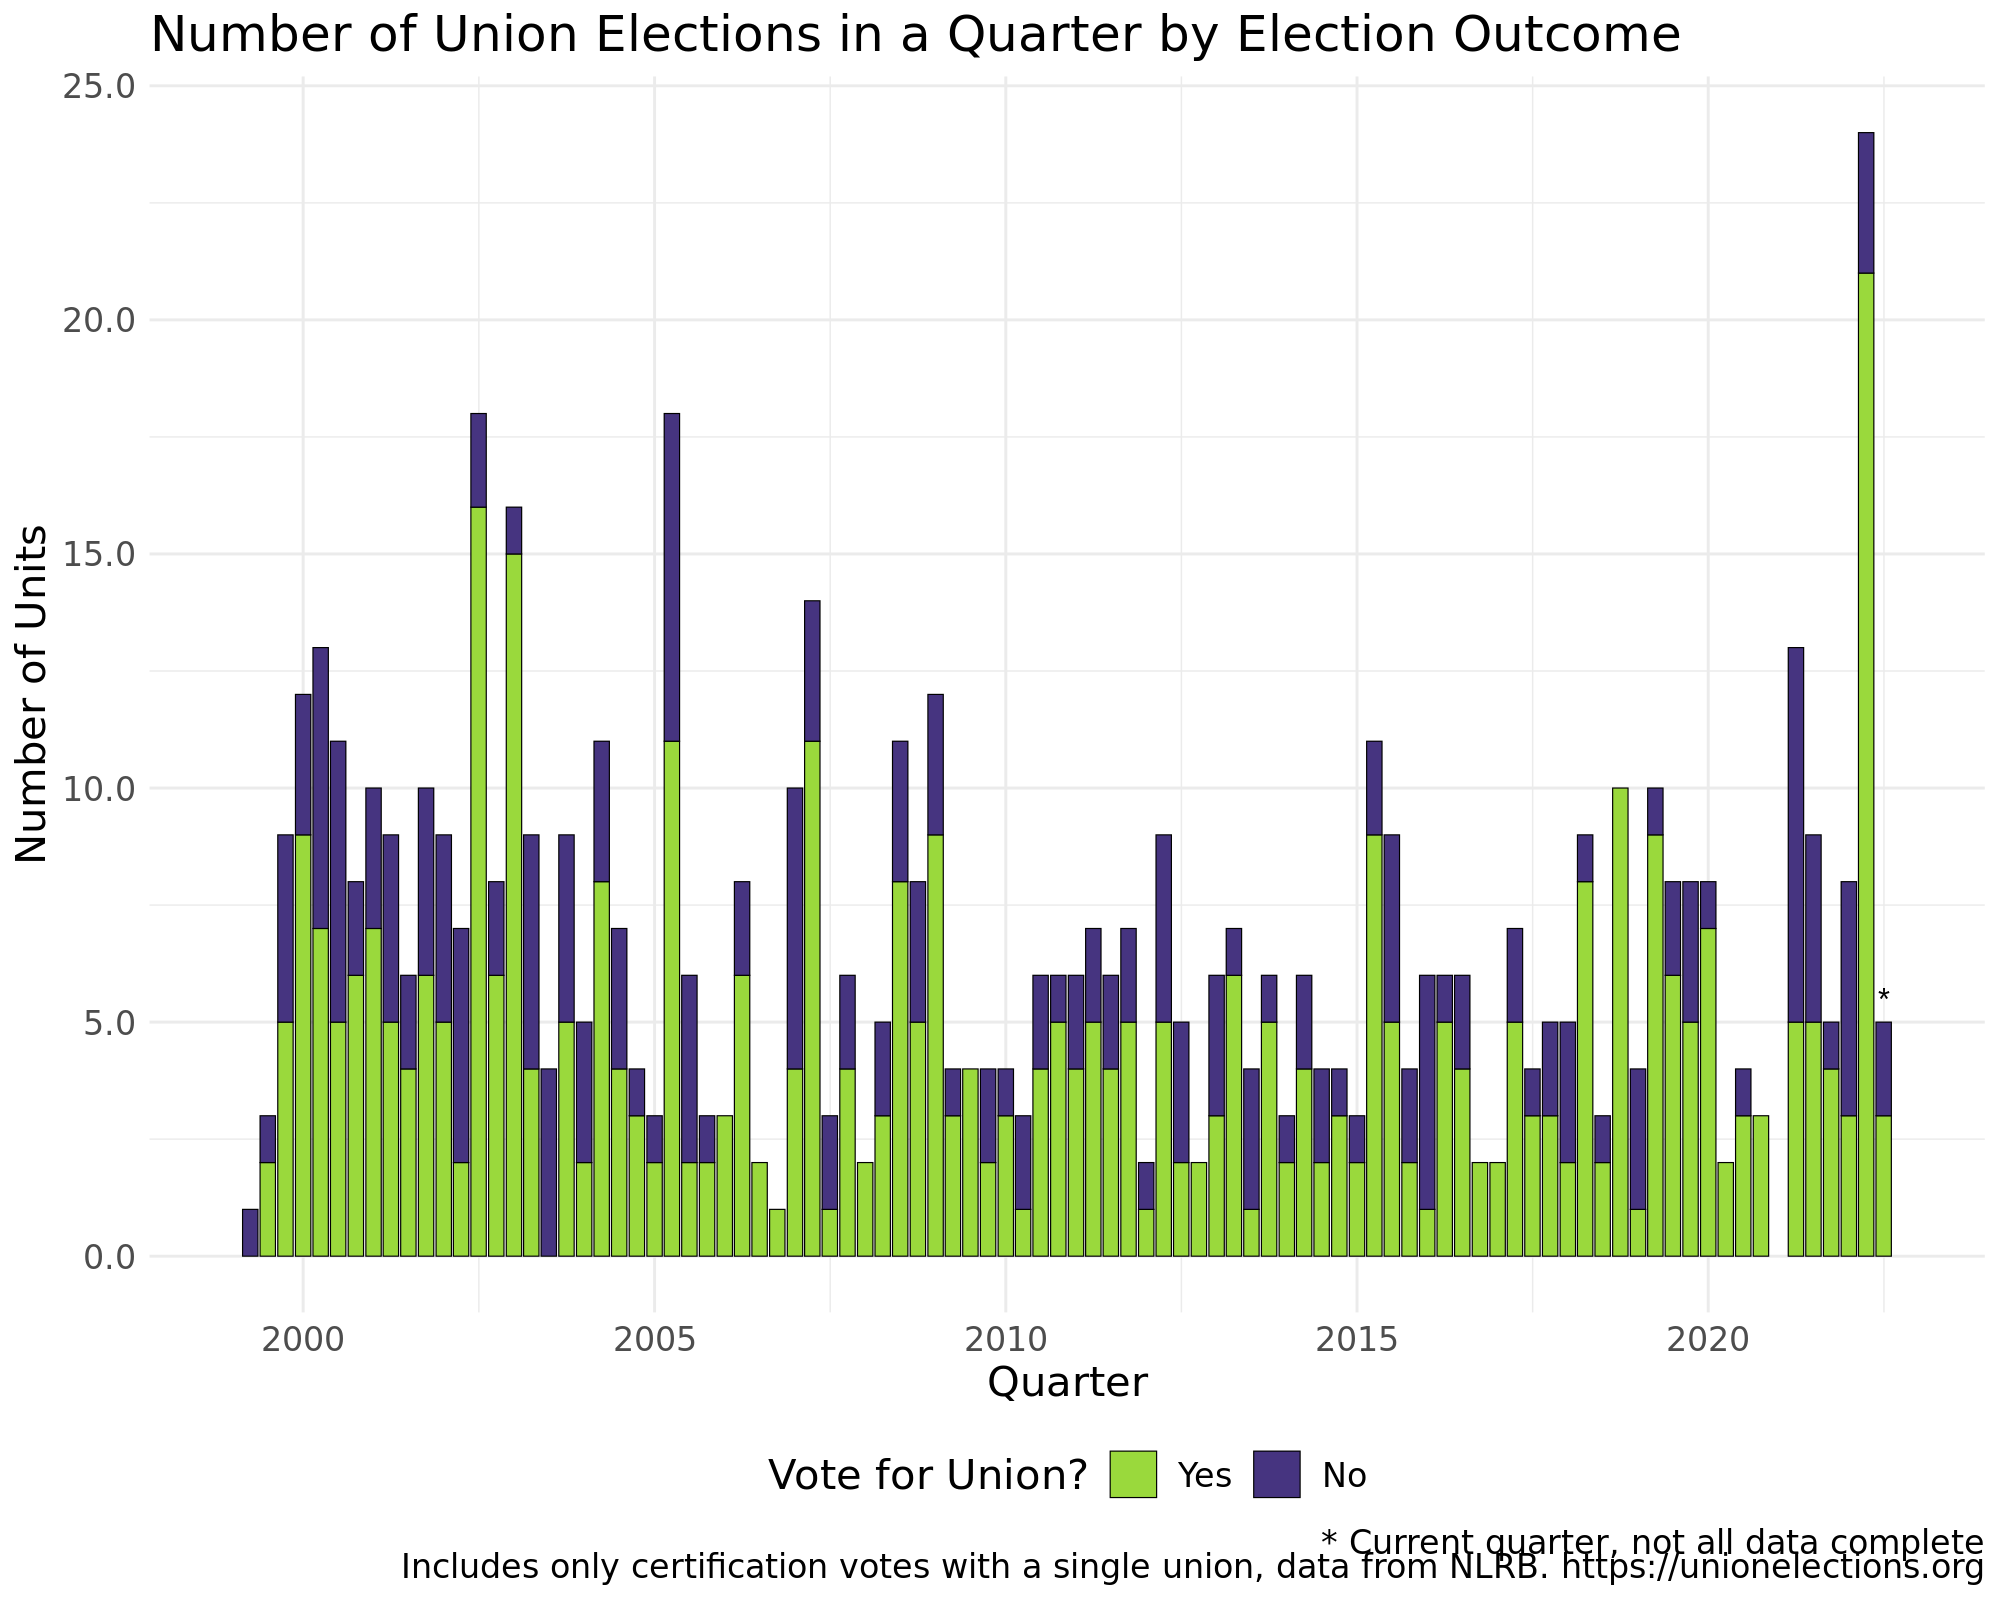 Number of Union Elections in a Quarter by Election Outcome
25.0
20.0
15.0
10.0
5.0
0.0
Number of Units
*
2000 2005 2010 2015 2020
Quarter
Vote for Union? Yes No
* Current quarter, not all data complete
Includes only certification votes with a single union, data from NLRB. https://unionelections.org